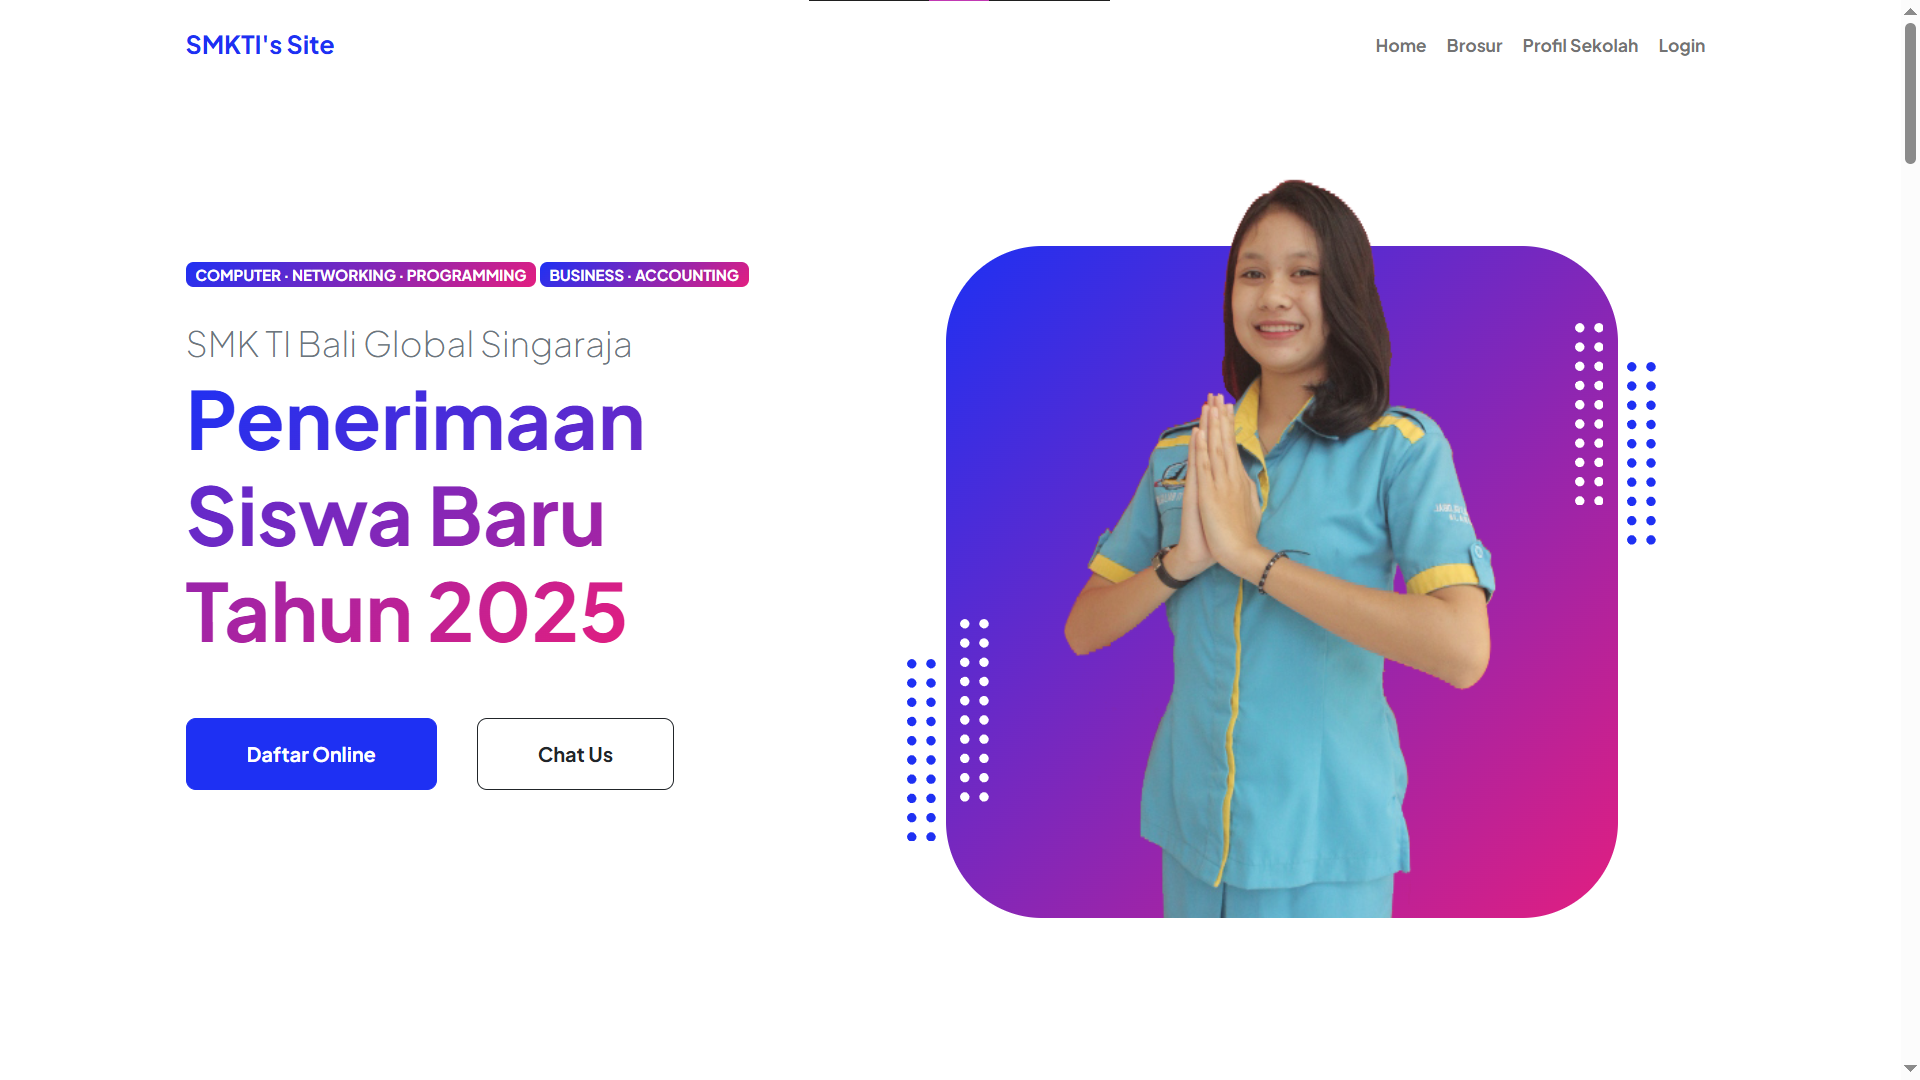 SMKTI's Site
Home Brosur Profil Sekolah Login
COMPUTER · NETWORKING · PROGRAMMING BUSINESS · ACCOUNTING
SMK TI Bali Global Singaraja
Penerimaan
Siswa Baru
Tahun 2025
Daftar Online Chat Us